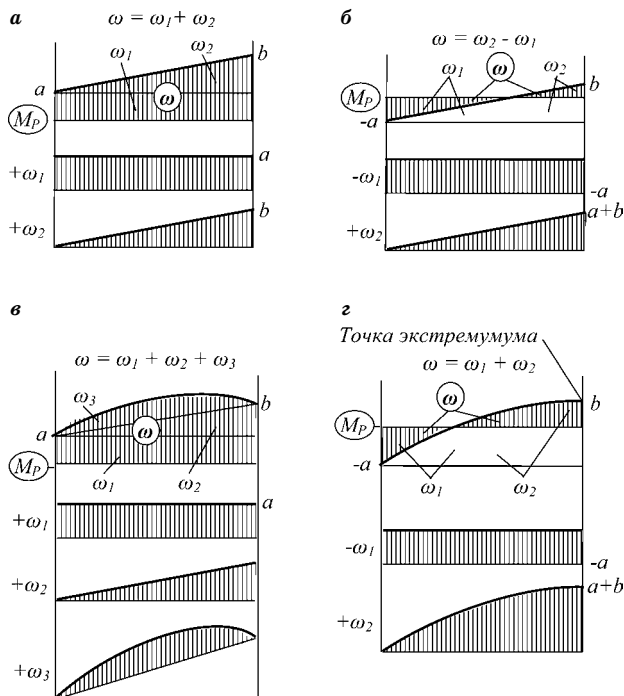 а
ω = ω₁ + ω₂
a
ω₁
ω₂
b
ω
Mₚ
a
+ω₁
b
+ω₂
б
ω = ω₂ - ω₁
ω₁
ω
ω₂
b
Mₚ
-a
-ω₁
-a
a+b
+ω₂
в
ω = ω₁ + ω₂ + ω₃
ω₃
b
a
ω
Mₚ
ω₁
ω₂
a
+ω₁
+ω₂
+ω₃
г
Точка экстремумума
ω = ω₁ + ω₂
ω
b
Mₚ
-a
ω₁
ω₂
-ω₁
-a
a+b
+ω₂